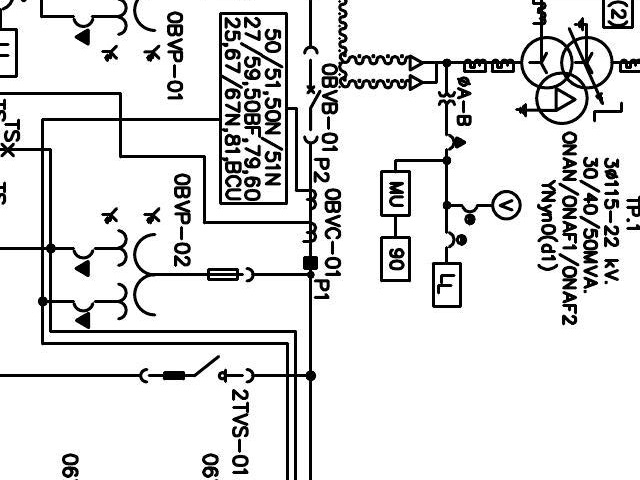 TP.1
3ø115-22 kV.
30/40/50MVA.
ONAN/ONAF1/ONAF2
YNyn0(d1)
(2)
øA-B
V
MU
90
0BVB-01
P2
0BVC-01
P1
50/51,50N/51N
27/59,50BF,79,60
25,67/67N,81,BCU
0BVP-01
0BVP-02
2TVS-01
TS
TS
TS
06
06